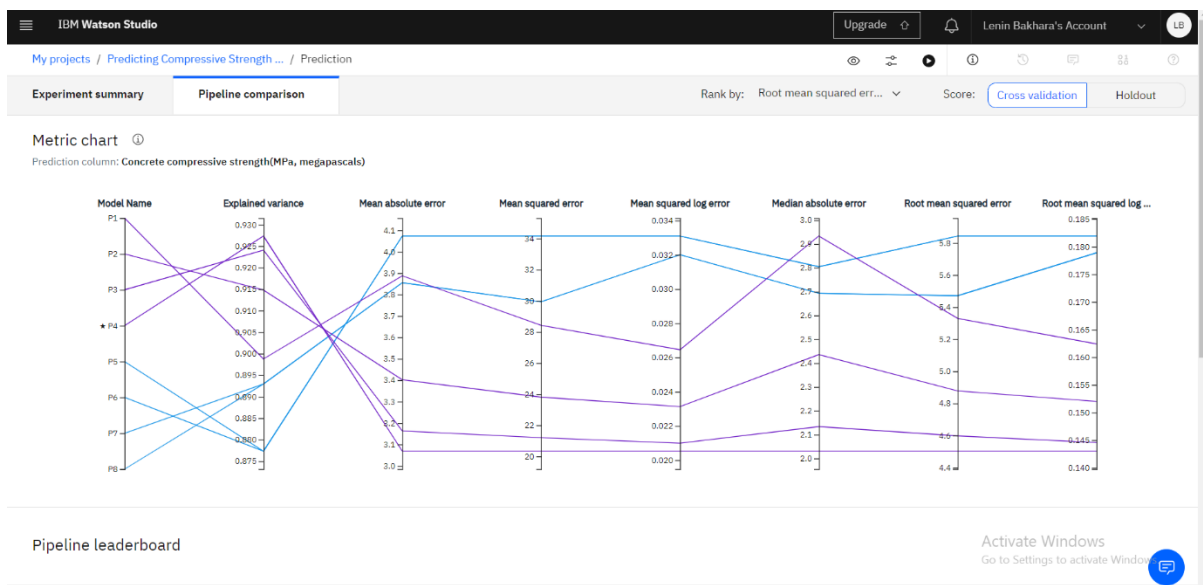 IBM Watson Studio
Upgrade
Lenin Bakhara's Account
LB
My projects / Predicting Compressive Strength ... / Prediction
Experiment summary
Pipeline comparison
Rank by: Root mean squared err...
Score: Cross validation Holdout
Metric chart
Prediction column: Concrete compressive strength(MPa, megapascals)
Model Name
P1
P2
P3
★ P4
P5
P6
P7
P8
Explained variance
0.930
0.925
0.920
0.915
0.910
0.905
0.900
0.895
0.890
0.885
0.880
0.875
Mean absolute error
4.1
4.0
3.9
3.8
3.7
3.6
3.5
3.4
3.3
3.2
3.1
3.0
Mean squared error
34
32
30
28
26
24
22
20
Mean squared log error
0.034
0.032
0.030
0.028
0.026
0.024
0.022
0.020
Median absolute error
3.0
2.9
2.8
2.7
2.6
2.5
2.4
2.3
2.2
2.1
2.0
Root mean squared error
5.8
5.6
5.4
5.2
5.0
4.8
4.6
4.4
Root mean squared log ...
0.185
0.180
0.175
0.170
0.165
0.160
0.155
0.150
0.145
0.140
Pipeline leaderboard
Activate Windows
Go to Settings to activate Windows